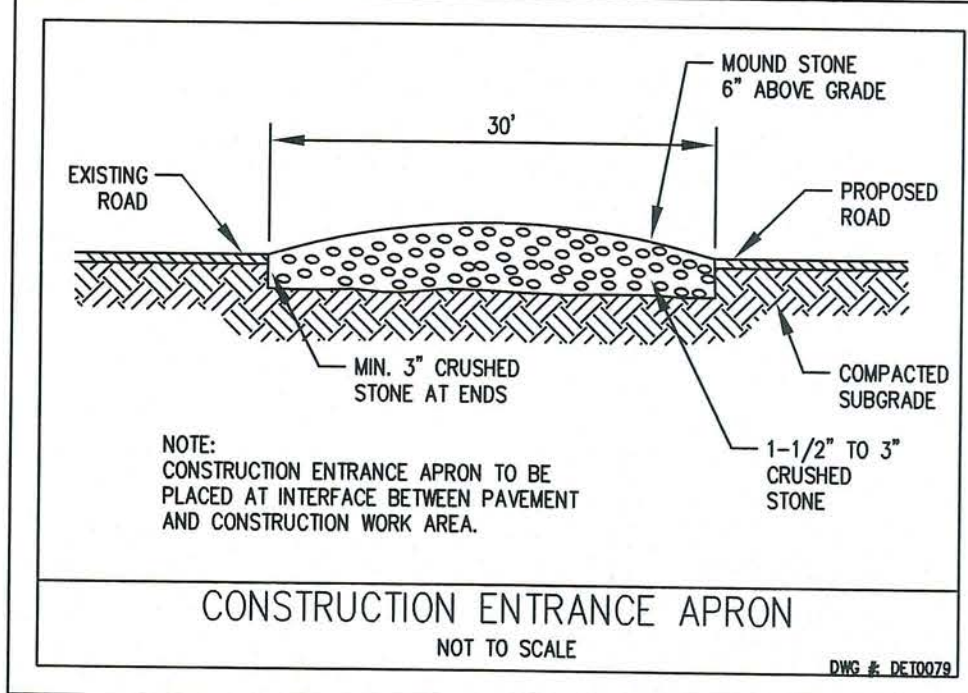 MOUND STONE
6" ABOVE GRADE
30'
EXISTING
ROAD
PROPOSED
ROAD
MIN. 3" CRUSHED
STONE AT ENDS
COMPACTED
SUBGRADE
1-1/2" TO 3"
CRUSHED
STONE
NOTE:
CONSTRUCTION ENTRANCE APRON TO BE
PLACED AT INTERFACE BETWEEN PAVEMENT
AND CONSTRUCTION WORK AREA.
CONSTRUCTION ENTRANCE APRON
NOT TO SCALE
DWG #: DET0079